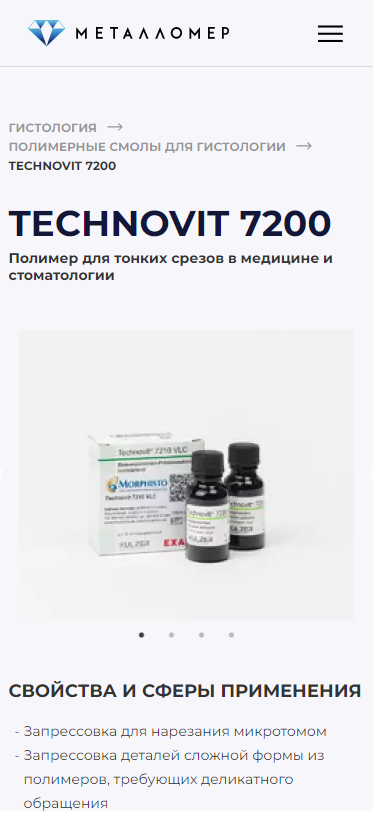 МЕТАЛЛОМЕР
ГИСТОЛОГИЯ
ПОЛИМЕРНЫЕ СМОЛЫ ДЛЯ ГИСТОЛОГИИ
TECHNOVIT 7200
TECHNOVIT 7200
Полимер для тонких срезов в медицине и
стоматологии
Technovit 7210 VLC
MORPHISTO
Technovit 7210 VLC
KULZER EXA
KULZER
СВОЙСТВА И СФЕРЫ ПРИМЕНЕНИЯ
- Запрессовка для нарезания микротомом
- Запрессовка деталей сложной формы из
полимеров, требующих деликатного
обращения